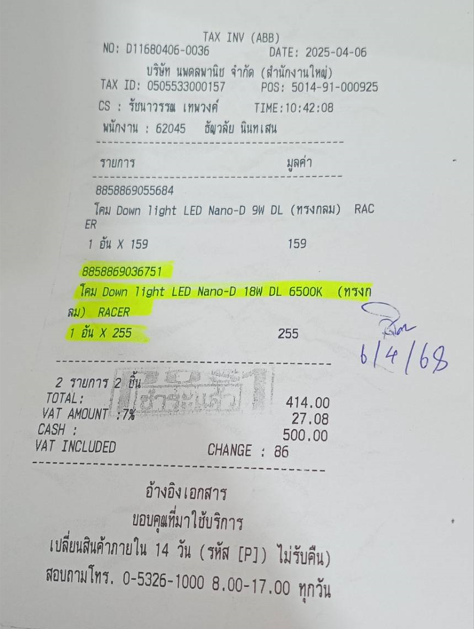 TAX INV (ABB)
NO: D11680406-0036 DATE: 2025-04-06
บริษัท นพดลพานิช จำกัด (สำนักงานใหญ่)
TAX ID: 0505533000157 POS: 5014-91-000925
CS : รัชนาวรรณ เทพวงศ์ TIME:10:42:08
พนักงาน : 62045 ธัญวลัย นินทเสน
รายการ มูลค่า
8858869055684
โคม Down light LED Nano-D 9W DL (ทรงกลม) RAC
ER
1 อัน X 159 159
8858869036751
โคม Down light LED Nano-D 18W DL 6500K (ทรงก
ลม) RACER
1 อัน X 255 255
6/4/68
2 รายการ 2 ชิ้น
ชำระแล้ว
TOTAL: 414.00
VAT AMOUNT :7% 27.08
CASH : 500.00
VAT INCLUDED CHANGE : 86
อ้างอิงเอกสาร
ขอบคุณที่มาใช้บริการ
เปลี่ยนสินค้าภายใน 14 วัน (รหัส [P]) ไม่รับคืน)
สอบถามโทร. 0-5326-1000 8.00-17.00 ทุกวัน